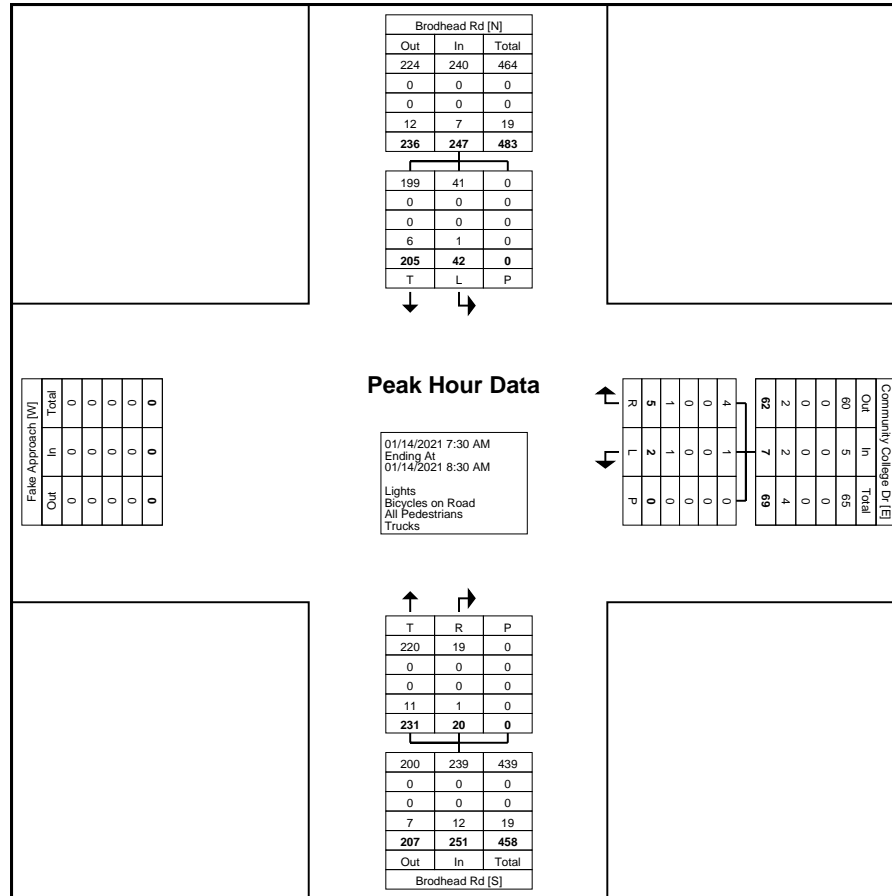 Brodhead Rd [N]
Out In Total
224 240 464
0 0 0
0 0 0
12 7 19
236 247 483
199 41 0
0 0 0
0 0 0
6 1 0
205 42 0
T L P
Fake Approach [W]
Total 0 0 0 0 0
In 0 0 0 0 0
Out 0 0 0 0 0
Peak Hour Data
01/14/2021 7:30 AM
Ending At
01/14/2021 8:30 AM
Lights
Bicycles on Road
All Pedestrians
Trucks
R L P
5 2 0
1 1 0
0 0 0
0 0 0
4 1 0
Community College Dr [E]
Out In Total
60 5 65
0 0 0
0 0 0
2 2 4
62 7 69
T R P
220 19 0
0 0 0
0 0 0
11 1 0
231 20 0
200 239 439
0 0 0
0 0 0
7 12 19
207 251 458
Out In Total
Brodhead Rd [S]